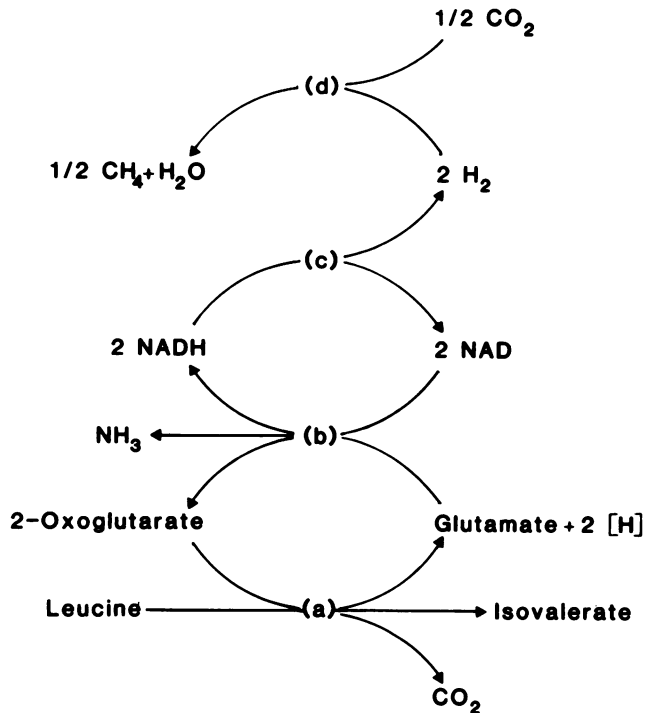 1/2 CO₂
(d)
1/2 CH₄+H₂O
2 H₂
(c)
2 NADH
2 NAD
NH₃
(b)
2-Oxoglutarate
Glutamate + 2 [H]
Leucine
(a)
Isovalerate
CO₂